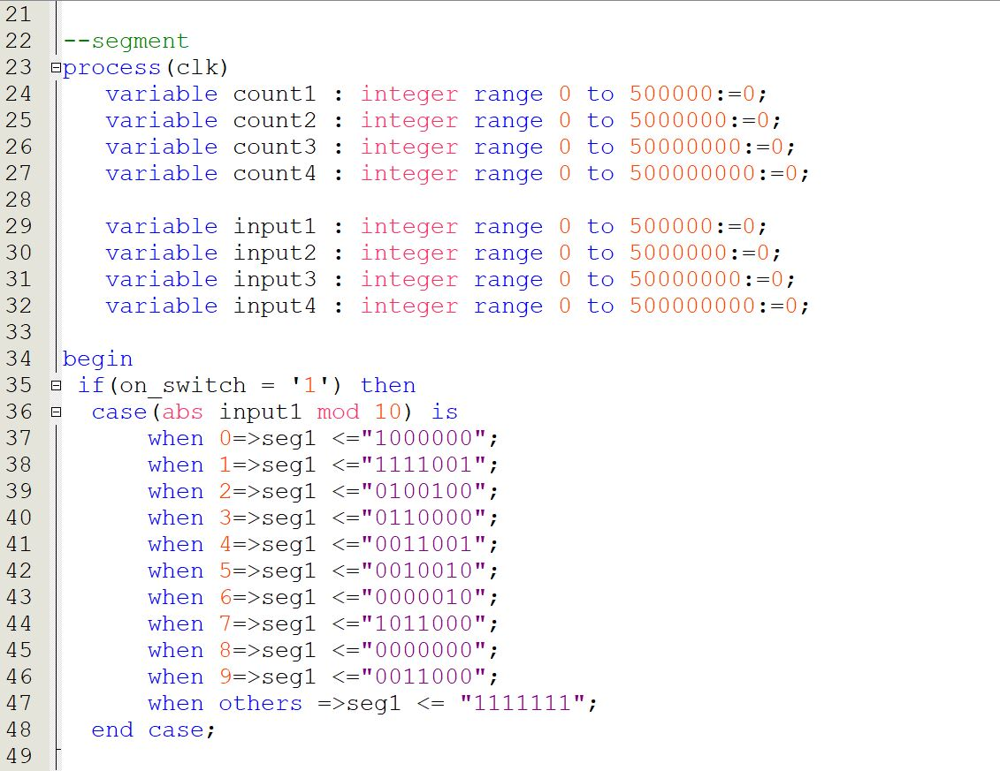 21
22 --segment
23 process(clk)
24 variable count1 : integer range 0 to 500000:=0;
25 variable count2 : integer range 0 to 5000000:=0;
26 variable count3 : integer range 0 to 50000000:=0;
27 variable count4 : integer range 0 to 500000000:=0;
28
29 variable input1 : integer range 0 to 500000:=0;
30 variable input2 : integer range 0 to 5000000:=0;
31 variable input3 : integer range 0 to 50000000:=0;
32 variable input4 : integer range 0 to 500000000:=0;
33
34 begin
35 if(on_switch = '1') then
36 case(abs input1 mod 10) is
37 when 0=>seg1 <="1000000";
38 when 1=>seg1 <="1111001";
39 when 2=>seg1 <="0100100";
40 when 3=>seg1 <="0110000";
41 when 4=>seg1 <="0011001";
42 when 5=>seg1 <="0010010";
43 when 6=>seg1 <="0000010";
44 when 7=>seg1 <="1011000";
45 when 8=>seg1 <="0000000";
46 when 9=>seg1 <="0011000";
47 when others =>seg1 <= "1111111";
48 end case;
49